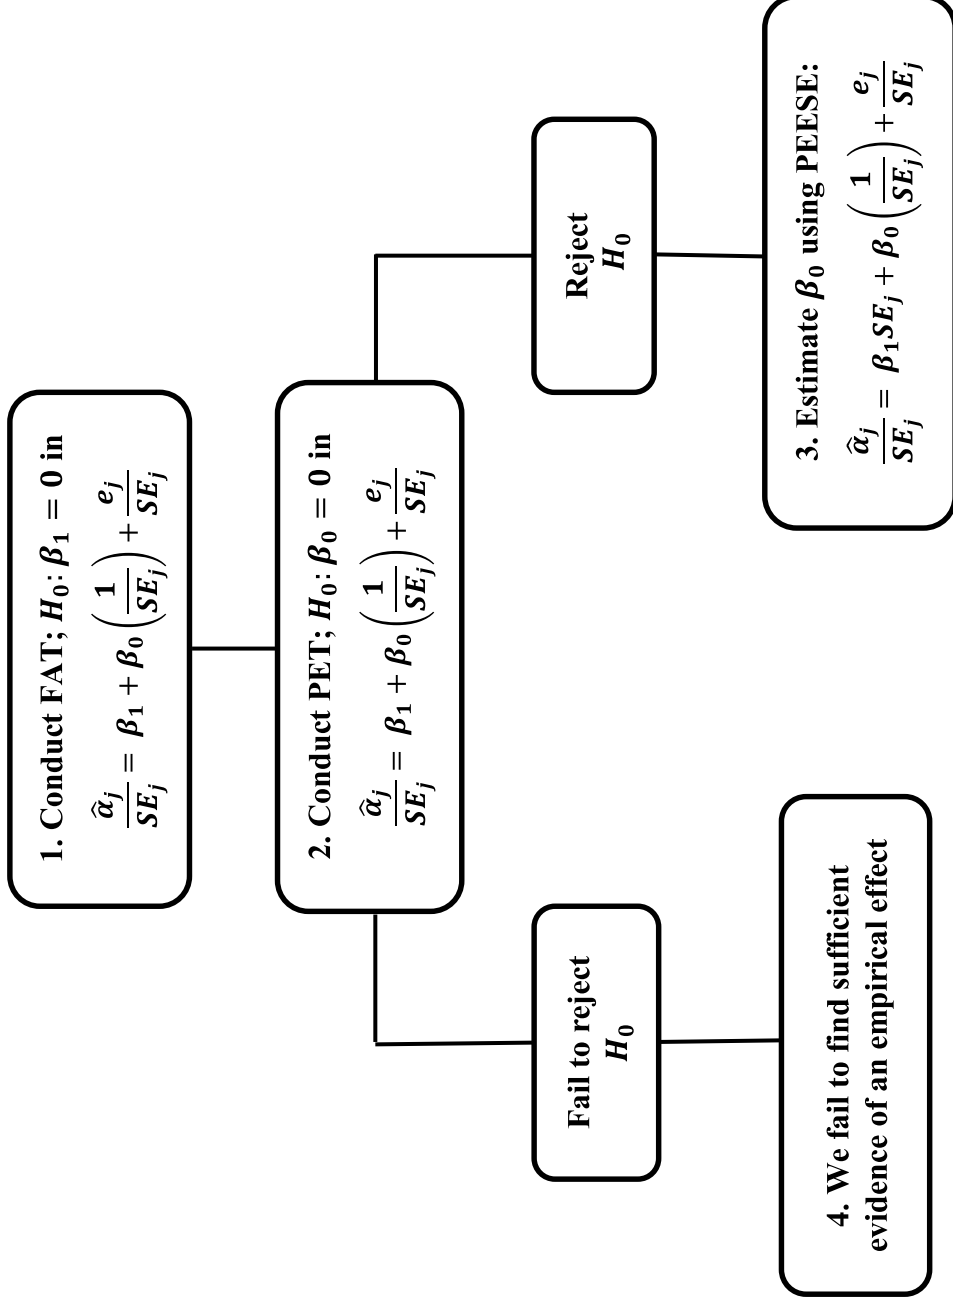 1. Conduct FAT; H₀: β₁ = 0 in
α̂ⱼ/SEⱼ = β₁ + β₀ (1/SEⱼ) + eⱼ/SEⱼ
2. Conduct PET; H₀: β₀ = 0 in
α̂ⱼ/SEⱼ = β₁ + β₀ (1/SEⱼ) + eⱼ/SEⱼ
Fail to reject
H₀
Reject
H₀
4. We fail to find sufficient
evidence of an empirical effect
3. Estimate β₀ using PEESE:
α̂ⱼ/SEⱼ = β₁SEⱼ + β₀ (1/SEⱼ) + eⱼ/SEⱼ